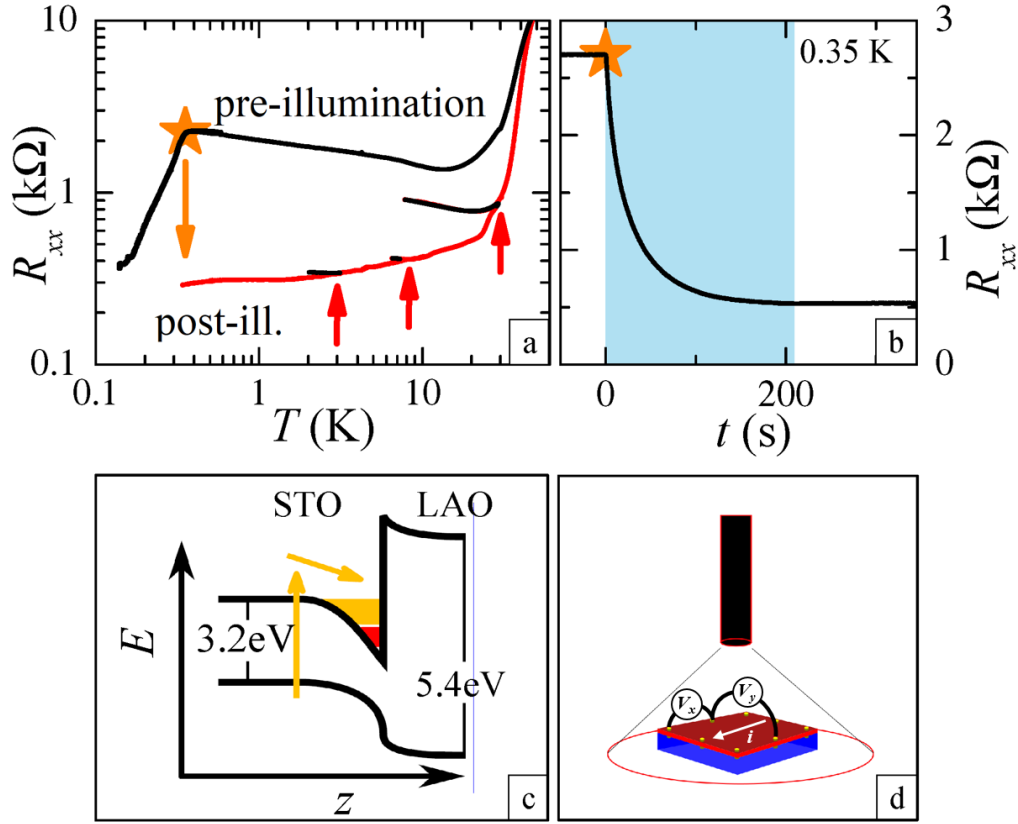 10
1
0.1
R_xx (kΩ)
pre-illumination
post-ill.
a
0.1
1
10
T (K)
0.35 K
b
3
2
1
0
R_xx (kΩ)
0
200
t (s)
STO
LAO
E
3.2eV
5.4eV
z
c
V_x
V_y
i
d